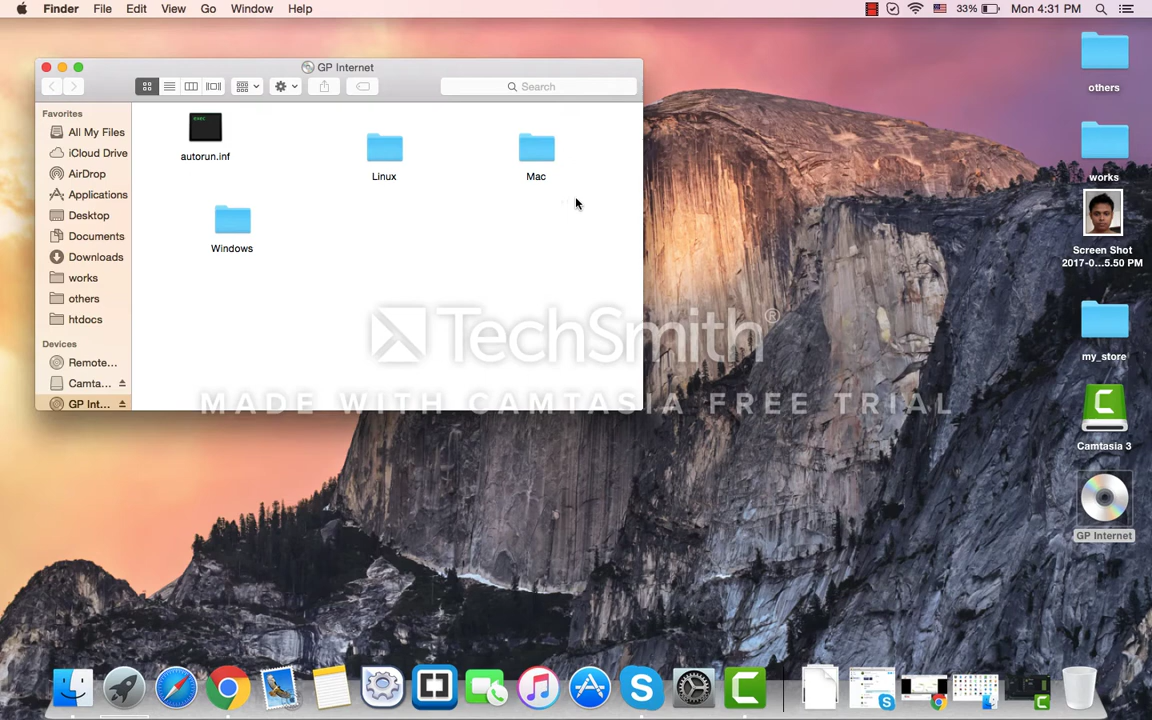 Finder File Edit View Go Window Help 33% Mon 4:31 PM
GP Internet
Search
Favorites
All My Files
iCloud Drive
AirDrop
Applications
Desktop
Documents
Downloads
works
others
htdocs
Devices
Remote...
Camta...
GP Int...
autorun.inf
Linux
Mac
Windows
TechSmith®
MADE WITH CAMTASIA FREE TRIAL
others
works
Screen Shot
2017-0...5.50 PM
my_store
Camtasia 3
GP Internet